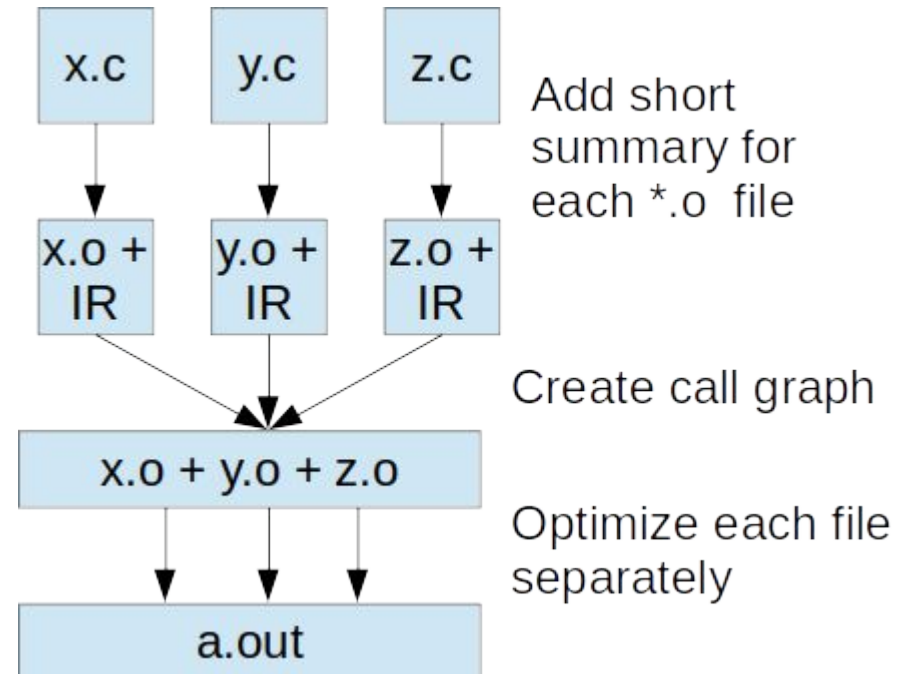 x.c
y.c
z.c
Add short
summary for
each *.o file
x.o +
IR
y.o +
IR
z.o +
IR
Create call graph
x.o + y.o + z.o
Optimize each file
separately
a.out